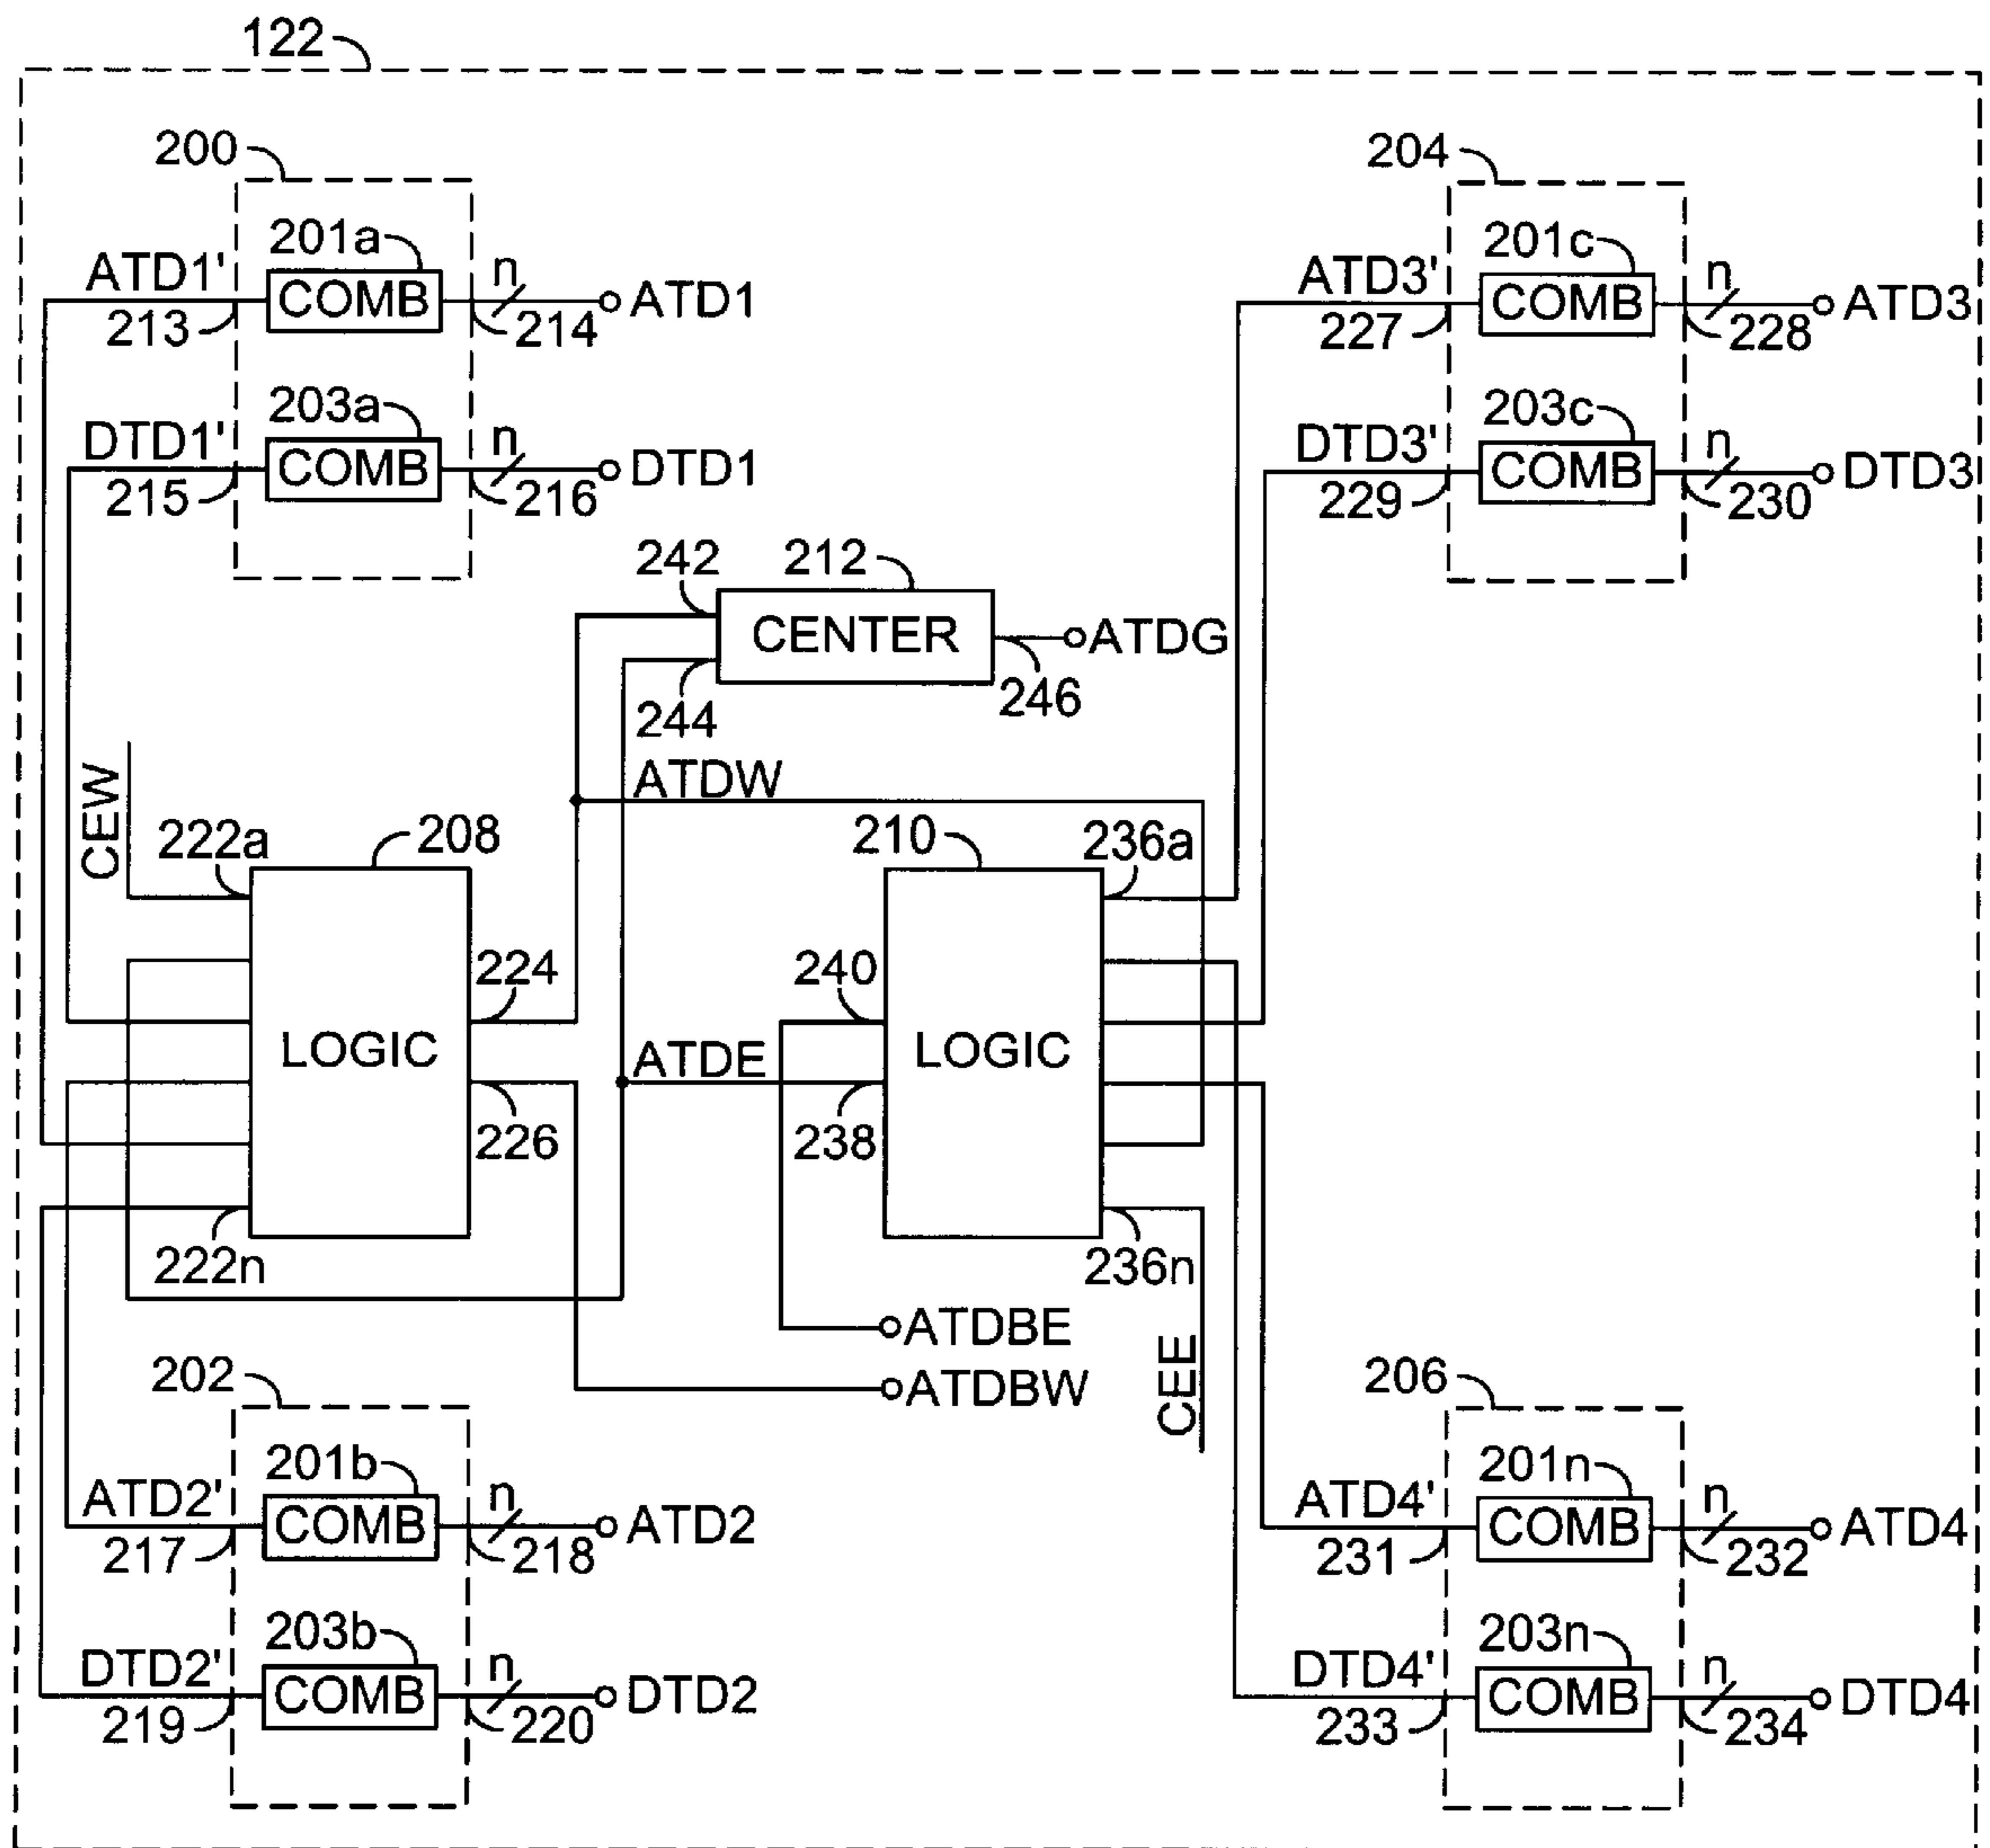 122
200
204
201a
201c
ATD1'
COMB
n
ATD1
ATD3'
COMB
n
ATD3
213
214
227
228
203a
203c
DTD1'
COMB
n
DTD1
DTD3'
COMB
n
DTD3
215
216
229
230
242
212
CENTER
ATDG
244
246
ATDW
CEW
222a
208
210
236a
224
240
LOGIC
LOGIC
ATDE
226
238
222n
236n
ATDBE
ATDBW
CEE
202
206
201b
201n
ATD2'
COMB
n
ATD2
ATD4'
COMB
n
ATD4
217
218
231
232
203b
203n
DTD2'
COMB
n
DTD2
DTD4'
COMB
n
DTD4
219
220
233
234